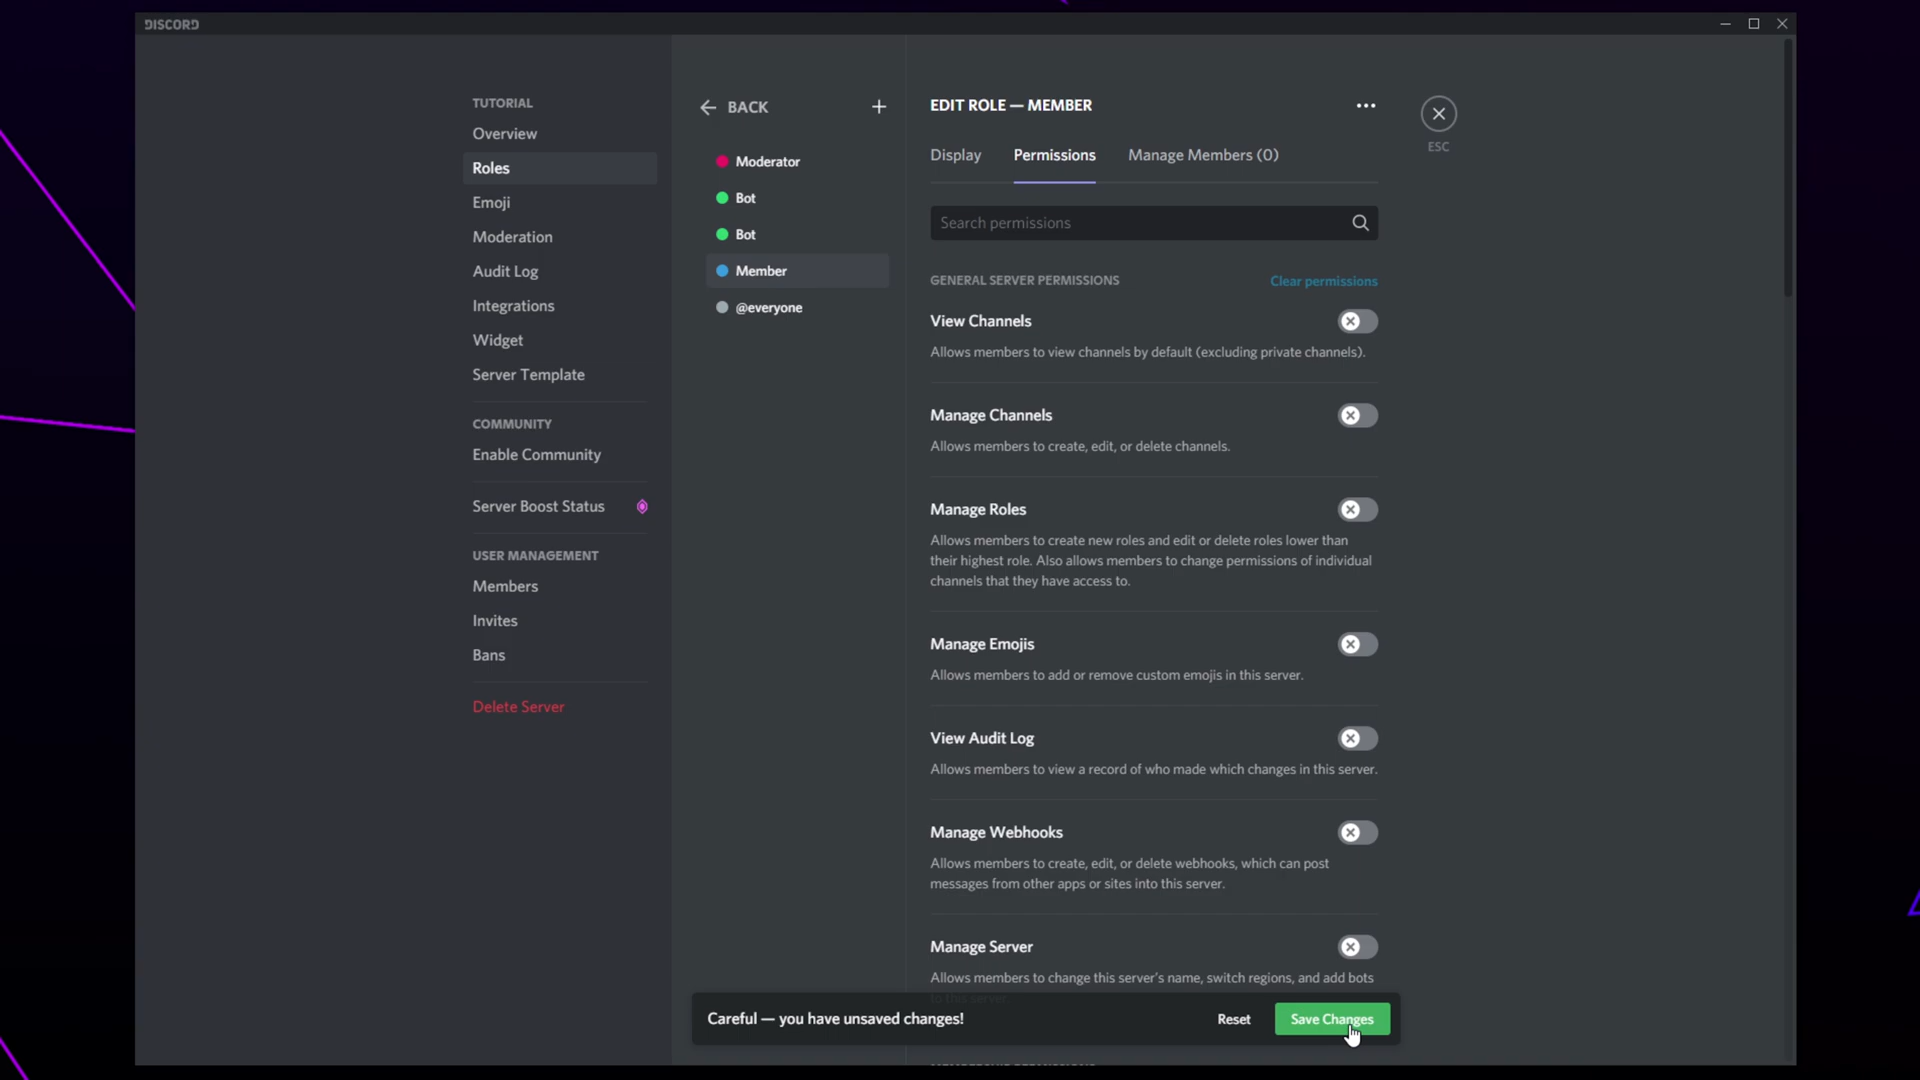 DISCORD
TUTORIAL
Overview
Roles
Emoji
Moderation
Audit Log
Integrations
Widget
Server Template
COMMUNITY
Enable Community
Server Boost Status
USER MANAGEMENT
Members
Invites
Bans
Delete Server
BACK
Moderator
Bot
Bot
Member
@everyone
EDIT ROLE — MEMBER
ESC
Display Permissions Manage Members (0)
Search permissions
GENERAL SERVER PERMISSIONS Clear permissions
View Channels
Allows members to view channels by default (excluding private channels).
Manage Channels
Allows members to create, edit, or delete channels.
Manage Roles
Allows members to create new roles and edit or delete roles lower than
their highest role. Also allows members to change permissions of individual
channels that they have access to.
Manage Emojis
Allows members to add or remove custom emojis in this server.
View Audit Log
Allows members to view a record of who made which changes in this server.
Manage Webhooks
Allows members to create, edit, or delete webhooks, which can post
messages from other apps or sites into this server.
Manage Server
Allows members to change this server's name, switch regions, and add bots
to this server.
Careful — you have unsaved changes! Reset Save Changes